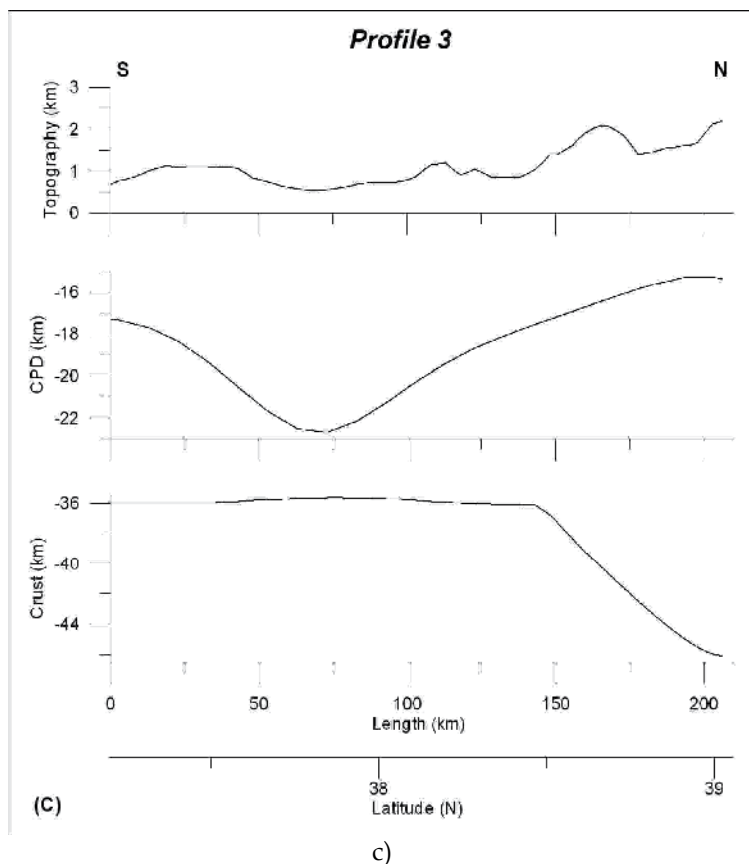 Profile 3
S N
Topography (km)
3
2
1
0
CPD (km)
-16
-18
-20
-22
Crust (km)
-36
-40
-44
0 50 100 150 200
Length (km)
38 39
Latitude (N)
(C)
c)